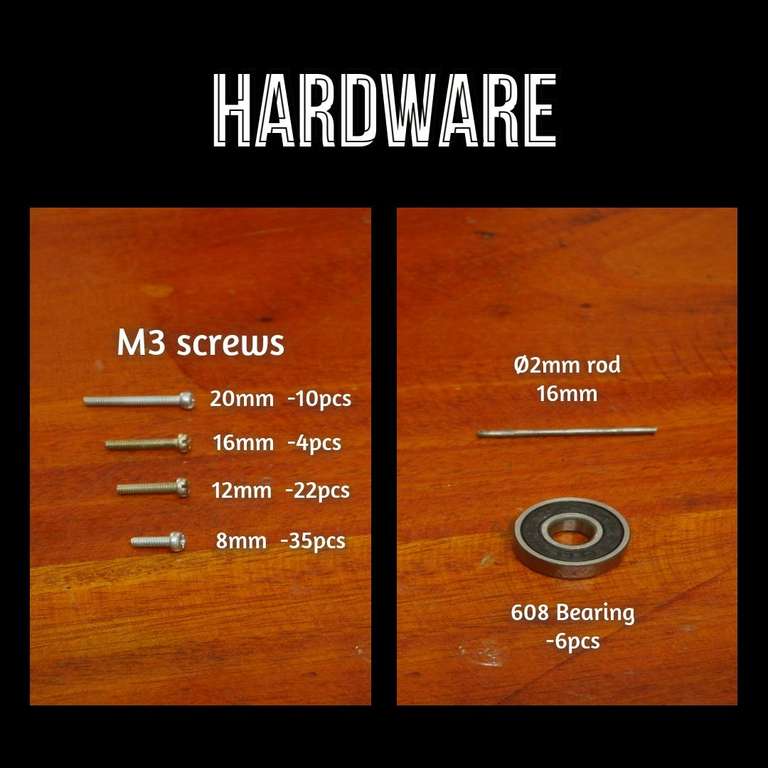 HARDWARE
M3 screws
20mm -10pcs
16mm -4pcs
12mm -22pcs
8mm -35pcs
Ø2mm rod
16mm
608 Bearing
-6pcs